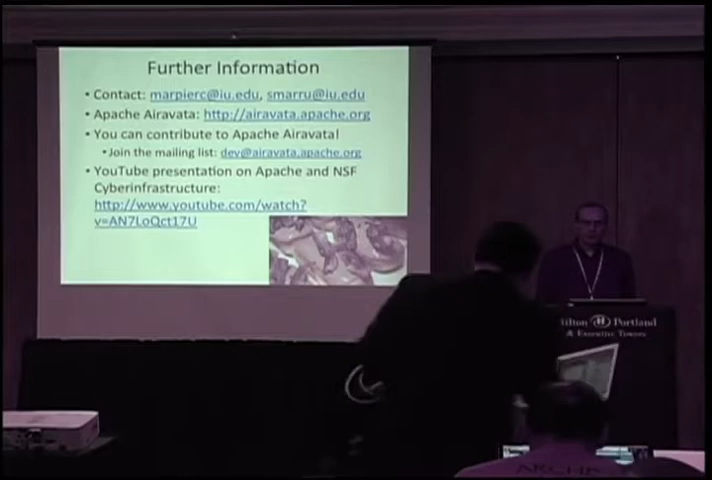 Further Information
• Contact: marpierc@iu.edu, smarru@iu.edu
• Apache Airavata: http://airavata.apache.org
• You can contribute to Apache Airavata!
• Join the mailing list: dev@airavata.apache.org
• YouTube presentation on Apache and NSF
Cyberinfrastructure:
http://www.youtube.com/watch?
v=AN7LoQct17U
Hilton Portland
& Executive Tower